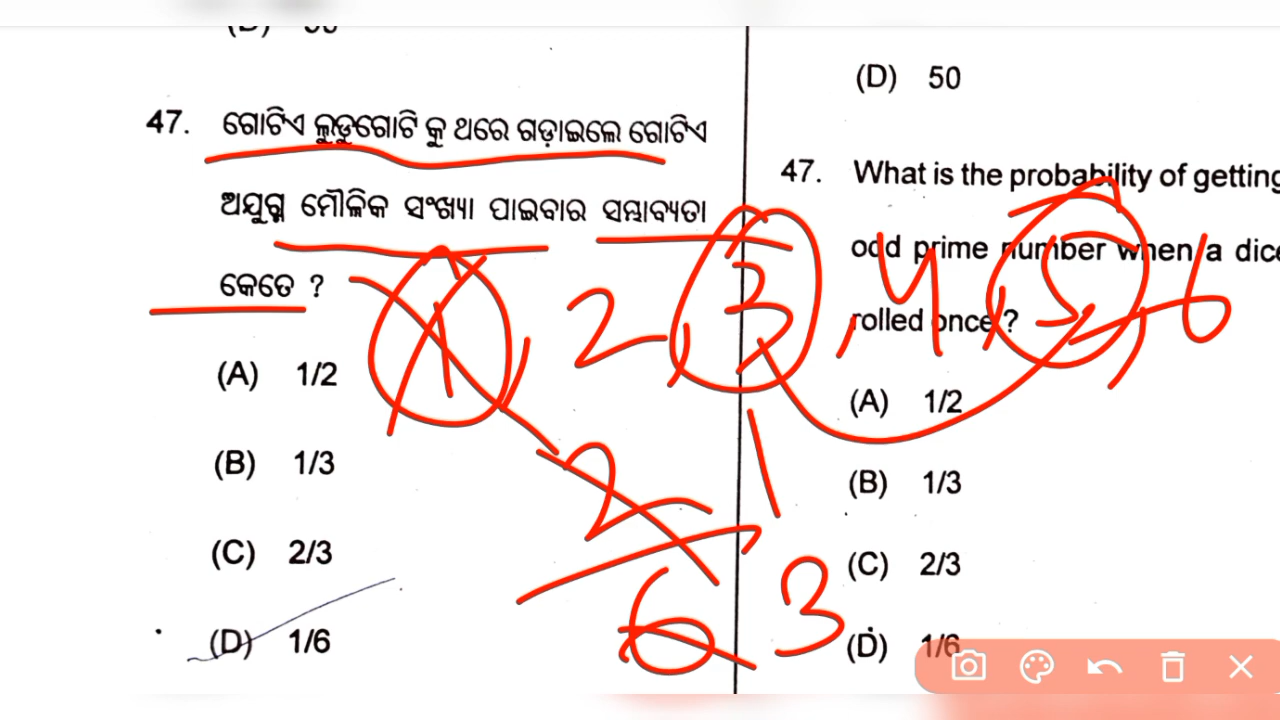 47. ଗୋଟିଏ ଲୁଡୁଗୋଟି କୁ ଥରେ ଗଡ଼ାଇଲେ ଗୋଟିଏ
ଅଯୁଗ୍ମ ମୌଳିକ ସଂଖ୍ୟା ପାଇବାର ସମ୍ଭାବ୍ୟତା
କେତେ ?
(A) 1/2
(B) 1/3
(C) 2/3
(D) 1/6
(D) 50
47. What is the probability of getting
odd prime number when a dice
rolled once ?
(A) 1/2
(B) 1/3
(C) 2/3
(D) 1/6
1, 2, 3, 4, 5, 6
2 1
6 3